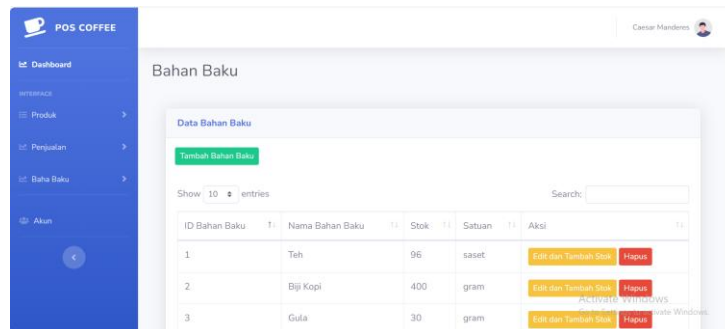 POS COFFEE
Caesar Manderes
Dashboard
Bahan Baku
INTERFACE
Produk
Penjualan
Baha Baku
Akun
Data Bahan Baku
Tambah Bahan Baku
Show 10 entries
Search:
ID Bahan Baku Nama Bahan Baku Stok Satuan Aksi
1 Teh 96 saset Edit dan Tambah Stok Hapus
2 Biji Kopi 400 gram Edit dan Tambah Stok Hapus
Activate Windows
3 Gula 30 gram Edit dan Tambah Stok Hapus
Windows.